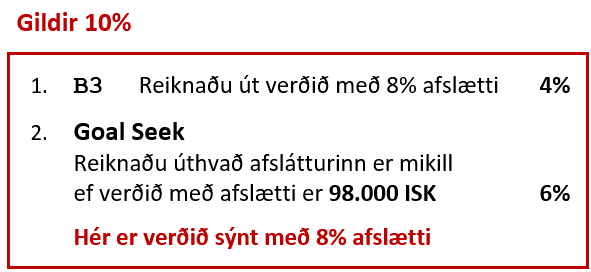 Gildir 10%
1. B3 Reiknaðu út verðið með 8% afslætti 4%
2. Goal Seek
Reiknaðu úthvað afslátturinn er mikill
ef verðið með afslætti er 98.000 ISK 6%
Hér er verðið sýnt með 8% afslætti